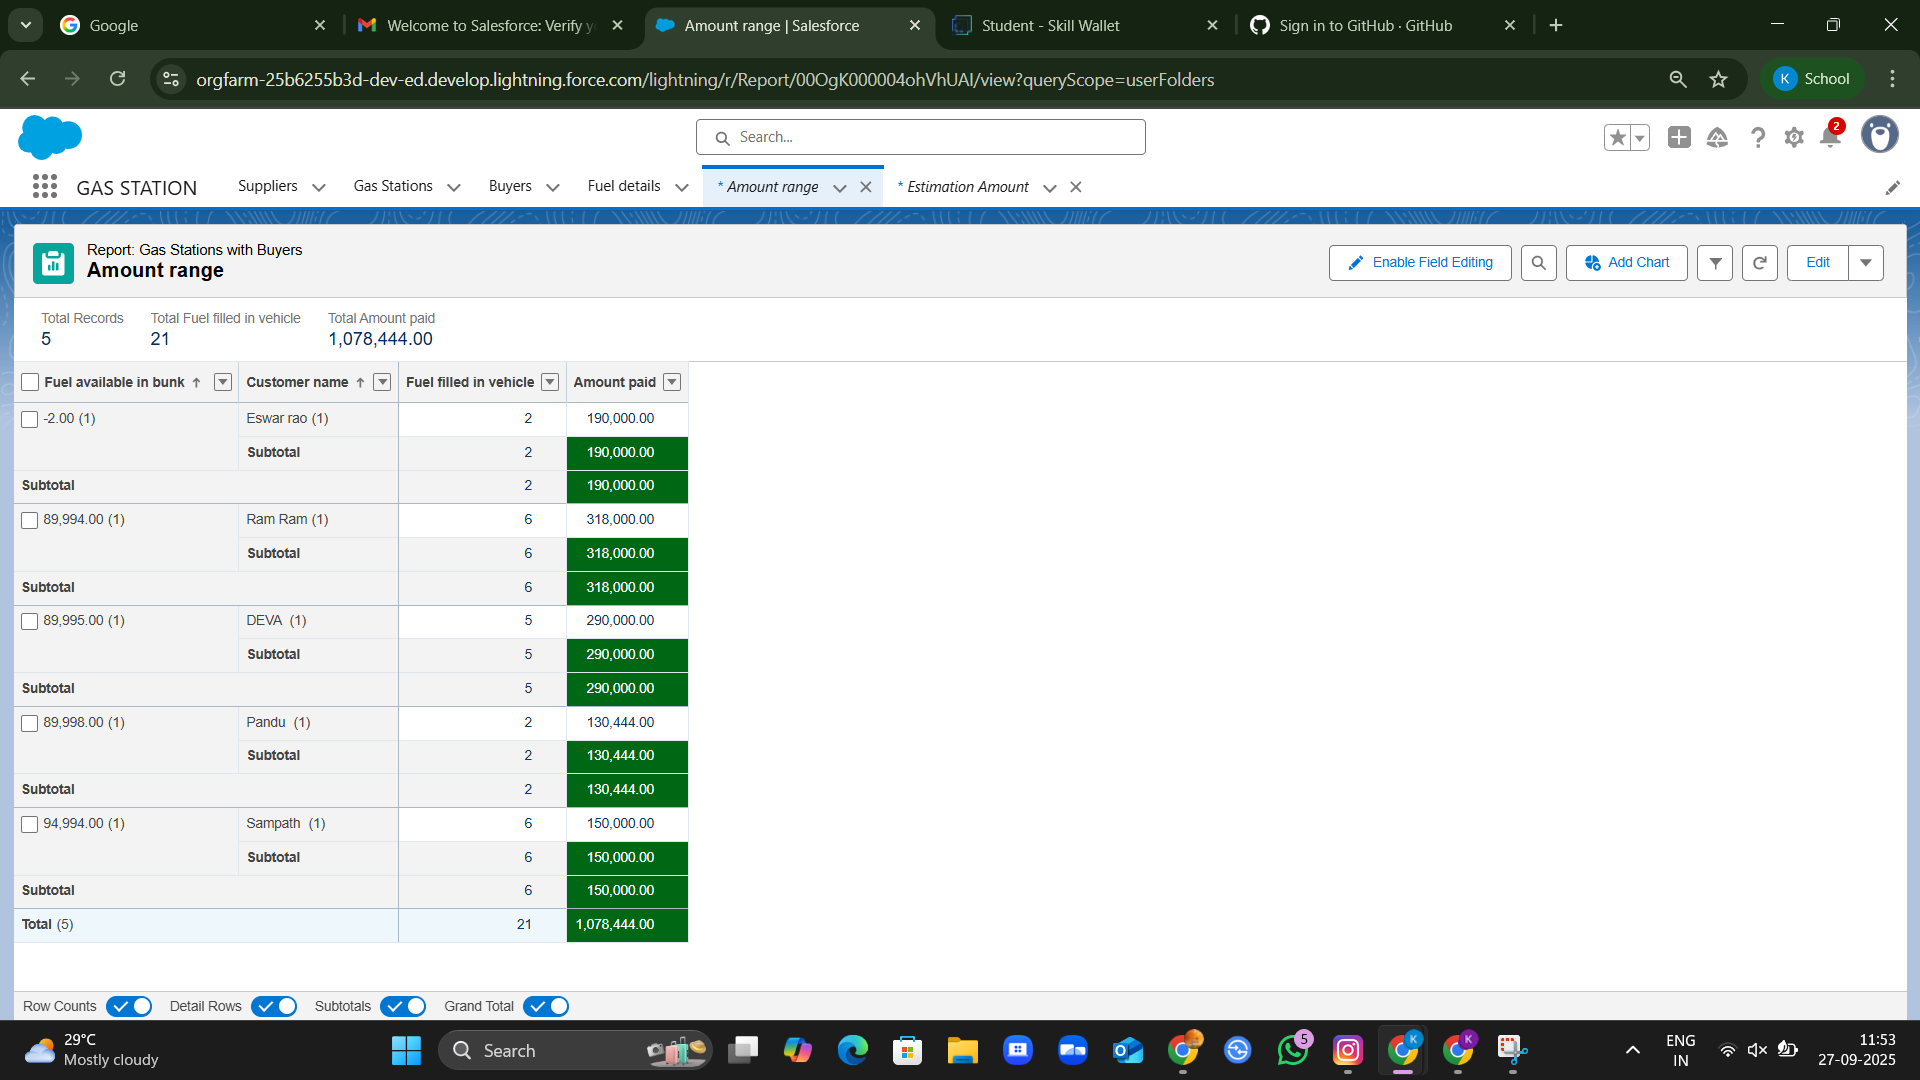 Google
Welcome to Salesforce: Verify y
Amount range | Salesforce
Student - Skill Wallet
Sign in to GitHub · GitHub
orgfarm-25b6255b3d-dev-ed.develop.lightning.force.com/lightning/r/Report/00OgK000004ohVhUAI/view?queryScope=userFolders
K School
Search...
2
GAS STATION
Suppliers
Gas Stations
Buyers
Fuel details
* Amount range
* Estimation Amount
Report: Gas Stations with Buyers
Amount range
Enable Field Editing
Add Chart
Edit
Total Records
5
Total Fuel filled in vehicle
21
Total Amount paid
1,078,444.00
Fuel available in bunk ↑ Customer name ↑ Fuel filled in vehicle Amount paid
-2.00 (1) Eswar rao (1) 2 190,000.00
Subtotal 2 190,000.00
Subtotal 2 190,000.00
89,994.00 (1) Ram Ram (1) 6 318,000.00
Subtotal 6 318,000.00
Subtotal 6 318,000.00
89,995.00 (1) DEVA (1) 5 290,000.00
Subtotal 5 290,000.00
Subtotal 5 290,000.00
89,998.00 (1) Pandu (1) 2 130,444.00
Subtotal 2 130,444.00
Subtotal 2 130,444.00
94,994.00 (1) Sampath (1) 6 150,000.00
Subtotal 6 150,000.00
Subtotal 6 150,000.00
Total (5) 21 1,078,444.00
Row Counts Detail Rows Subtotals Grand Total
29°C
Mostly cloudy
Search
5
K
K
ENG
IN
11:53
27-09-2025